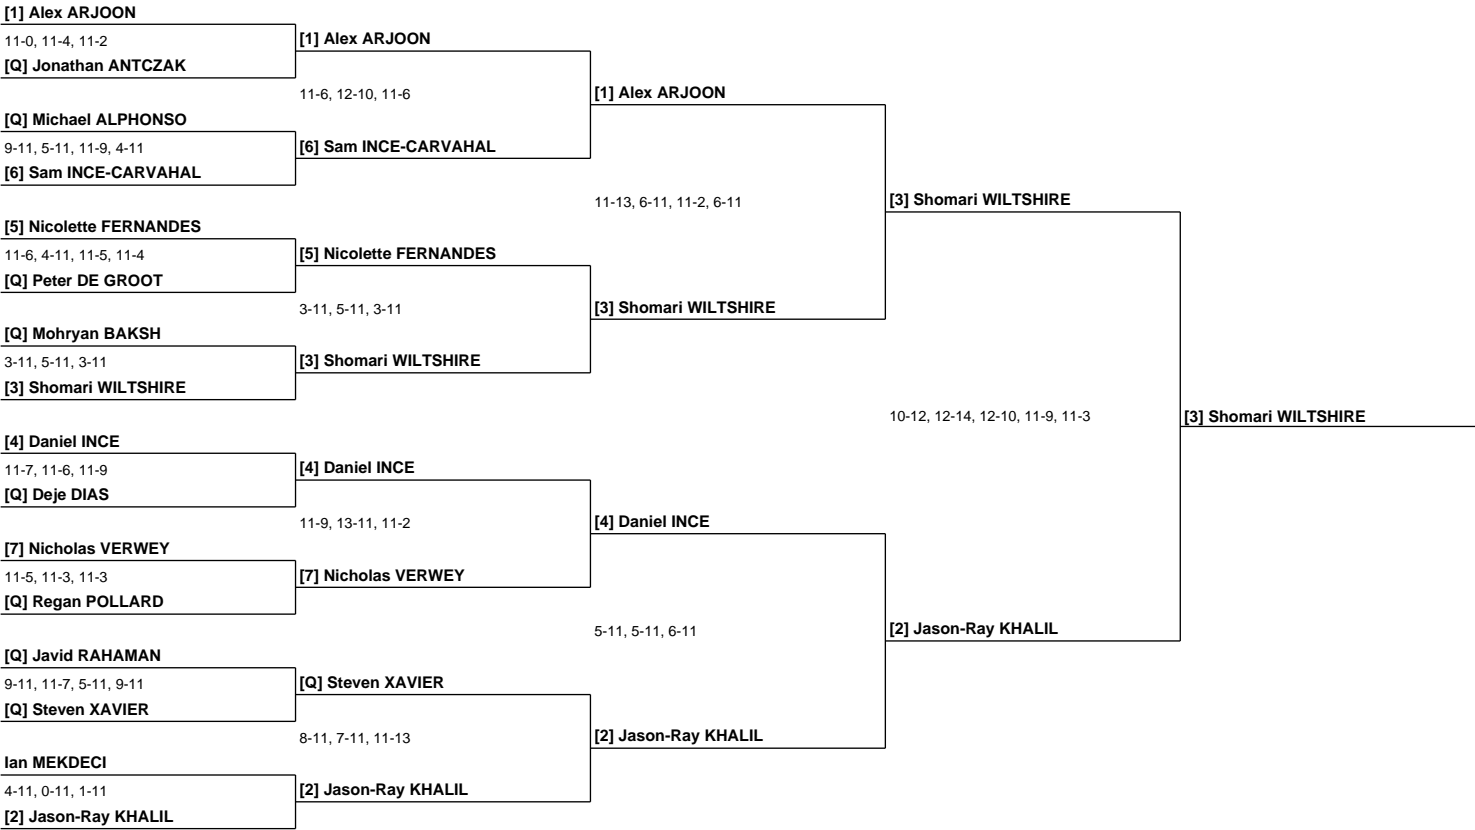 [1] Alex ARJOON
11-0, 11-4, 11-2
[Q] Jonathan ANTCZAK
[Q] Michael ALPHONSO
9-11, 5-11, 11-9, 4-11
[6] Sam INCE-CARVAHAL
[5] Nicolette FERNANDES
11-6, 4-11, 11-5, 11-4
[Q] Peter DE GROOT
[Q] Mohryan BAKSH
3-11, 5-11, 3-11
[3] Shomari WILTSHIRE
[4] Daniel INCE
11-7, 11-6, 11-9
[Q] Deje DIAS
[7] Nicholas VERWEY
11-5, 11-3, 11-3
[Q] Regan POLLARD
[Q] Javid RAHAMAN
9-11, 11-7, 5-11, 9-11
[Q] Steven XAVIER
Ian MEKDECI
4-11, 0-11, 1-11
[2] Jason-Ray KHALIL
[1] Alex ARJOON
11-6, 12-10, 11-6
[6] Sam INCE-CARVAHAL
[5] Nicolette FERNANDES
3-11, 5-11, 3-11
[3] Shomari WILTSHIRE
[4] Daniel INCE
11-9, 13-11, 11-2
[7] Nicholas VERWEY
[Q] Steven XAVIER
8-11, 7-11, 11-13
[2] Jason-Ray KHALIL
[1] Alex ARJOON
11-13, 6-11, 11-2, 6-11
[3] Shomari WILTSHIRE
[4] Daniel INCE
5-11, 5-11, 6-11
[2] Jason-Ray KHALIL
[3] Shomari WILTSHIRE
10-12, 12-14, 12-10, 11-9, 11-3
[2] Jason-Ray KHALIL
[3] Shomari WILTSHIRE